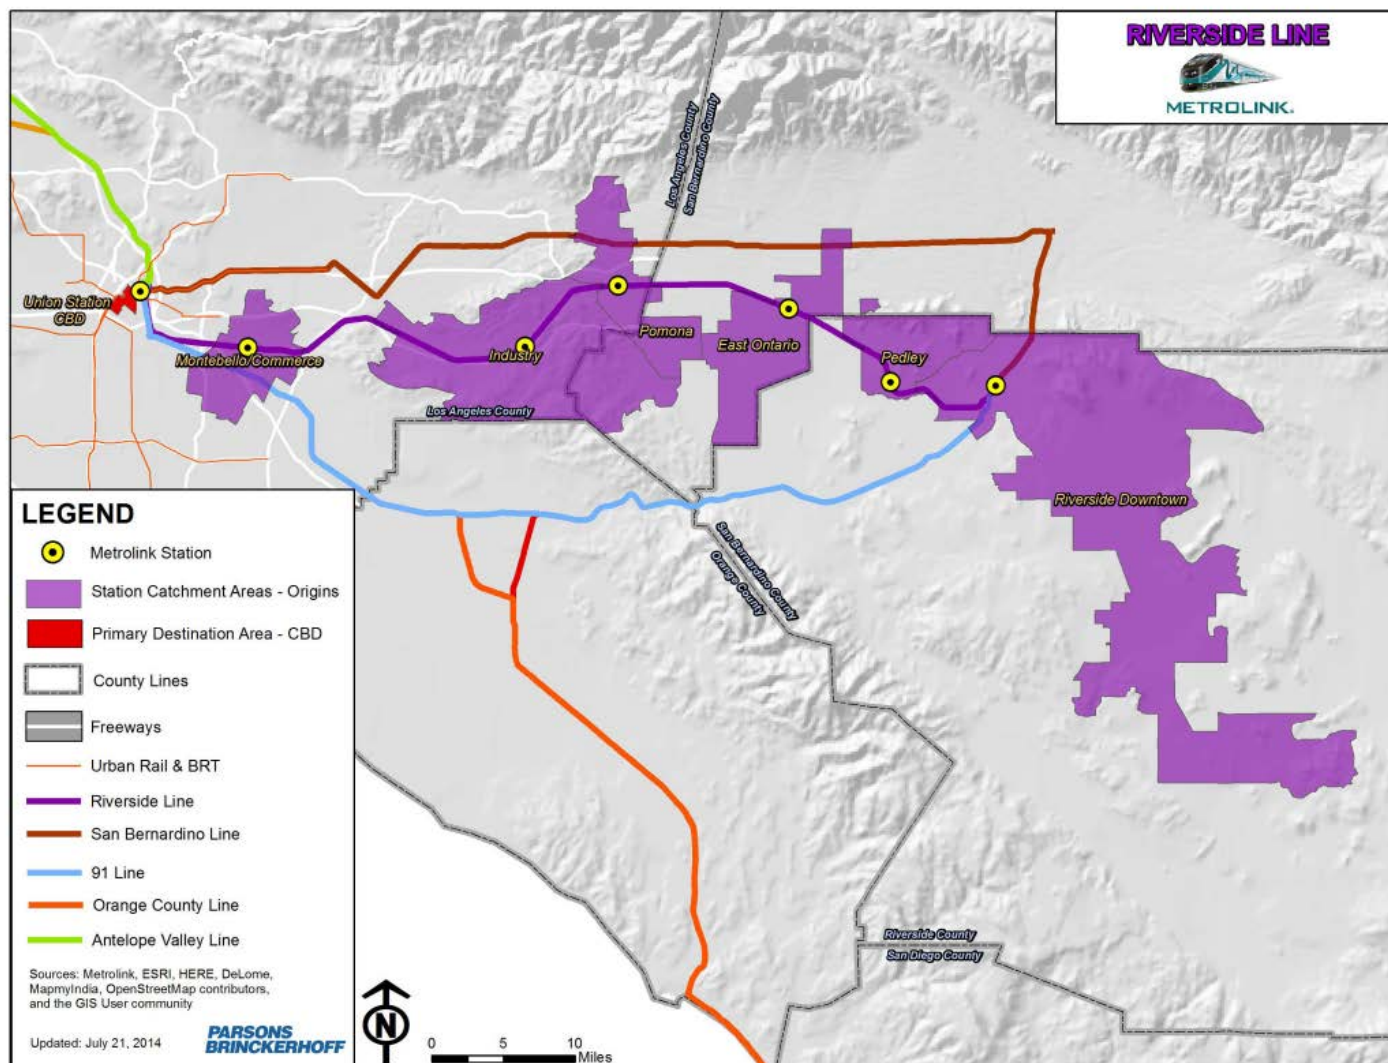 RIVERSIDE LINE
METROLINK.
Los Angeles County
San Bernardino County
Union Station
CBD
Montebello/Commerce
Industry
Pomona
East Ontario
Pedley
Los Angeles County
Riverside Downtown
San Bernardino County
Orange County
Riverside County
San Diego County
LEGEND
Metrolink Station
Station Catchment Areas - Origins
Primary Destination Area - CBD
County Lines
Freeways
Urban Rail & BRT
Riverside Line
San Bernardino Line
91 Line
Orange County Line
Antelope Valley Line
Sources: Metrolink, ESRI, HERE, DeLome,
MapmyIndia, OpenStreetMap contributors,
and the GIS User community
Updated: July 21, 2014
PARSONS
BRINCKERHOFF
N
0 5 10
Miles